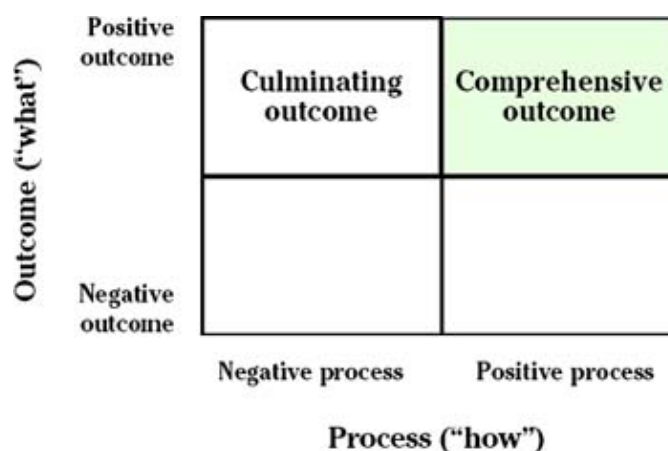 Positive
outcome
Culminating
outcome
Comprehensive
outcome
Outcome ("what")
Negative
outcome
Negative process
Positive process
Process ("how")